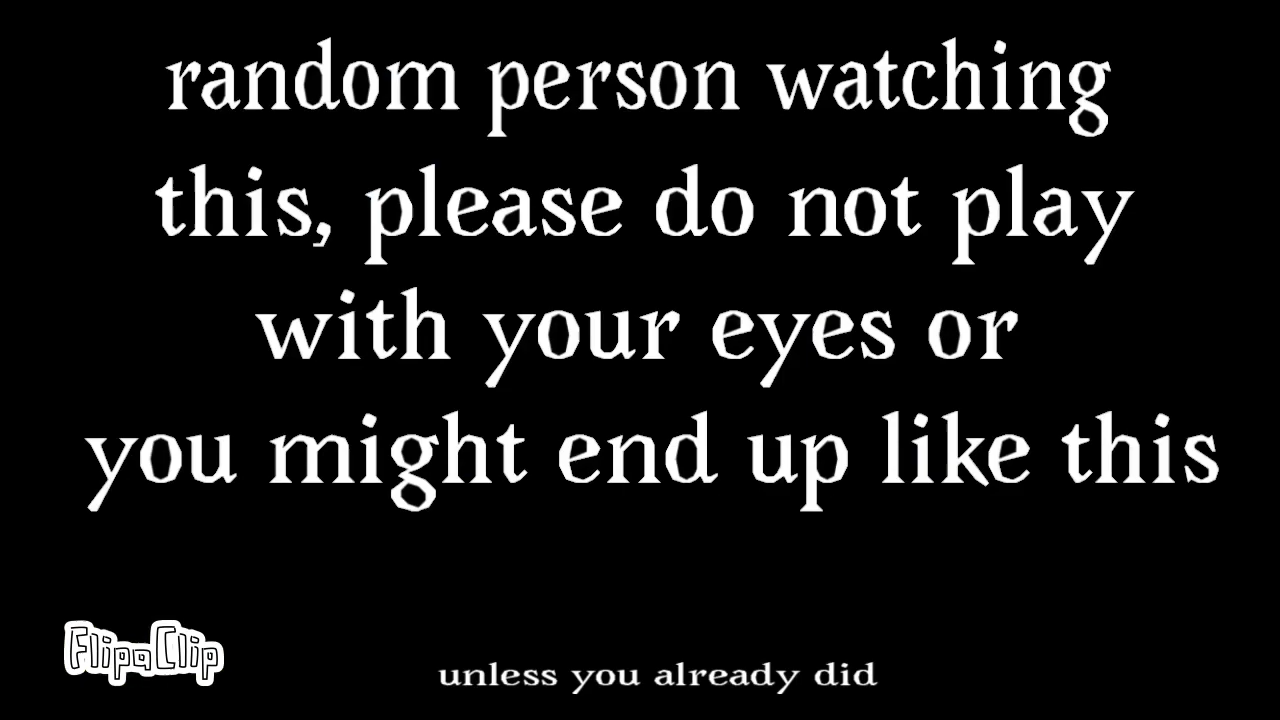 random person watching
this, please do not play
with your eyes or
you might end up like this
FlipaClip
unless you already did